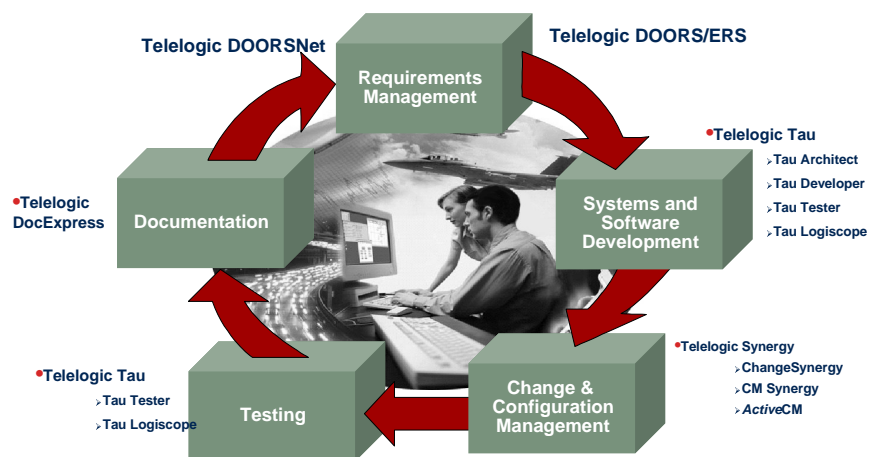 Telelogic DOORSNet
Telelogic DOORS/ERS
Requirements
Management
•Telelogic Tau
➢Tau Architect
➢Tau Developer
➢Tau Tester
➢Tau Logiscope
Systems and
Software
Development
•Telelogic Synergy
➢ChangeSynergy
➢CM Synergy
➢ActiveCM
Change &
Configuration
Management
Testing
•Telelogic Tau
➢Tau Tester
➢Tau Logiscope
Documentation
•Telelogic
DocExpress